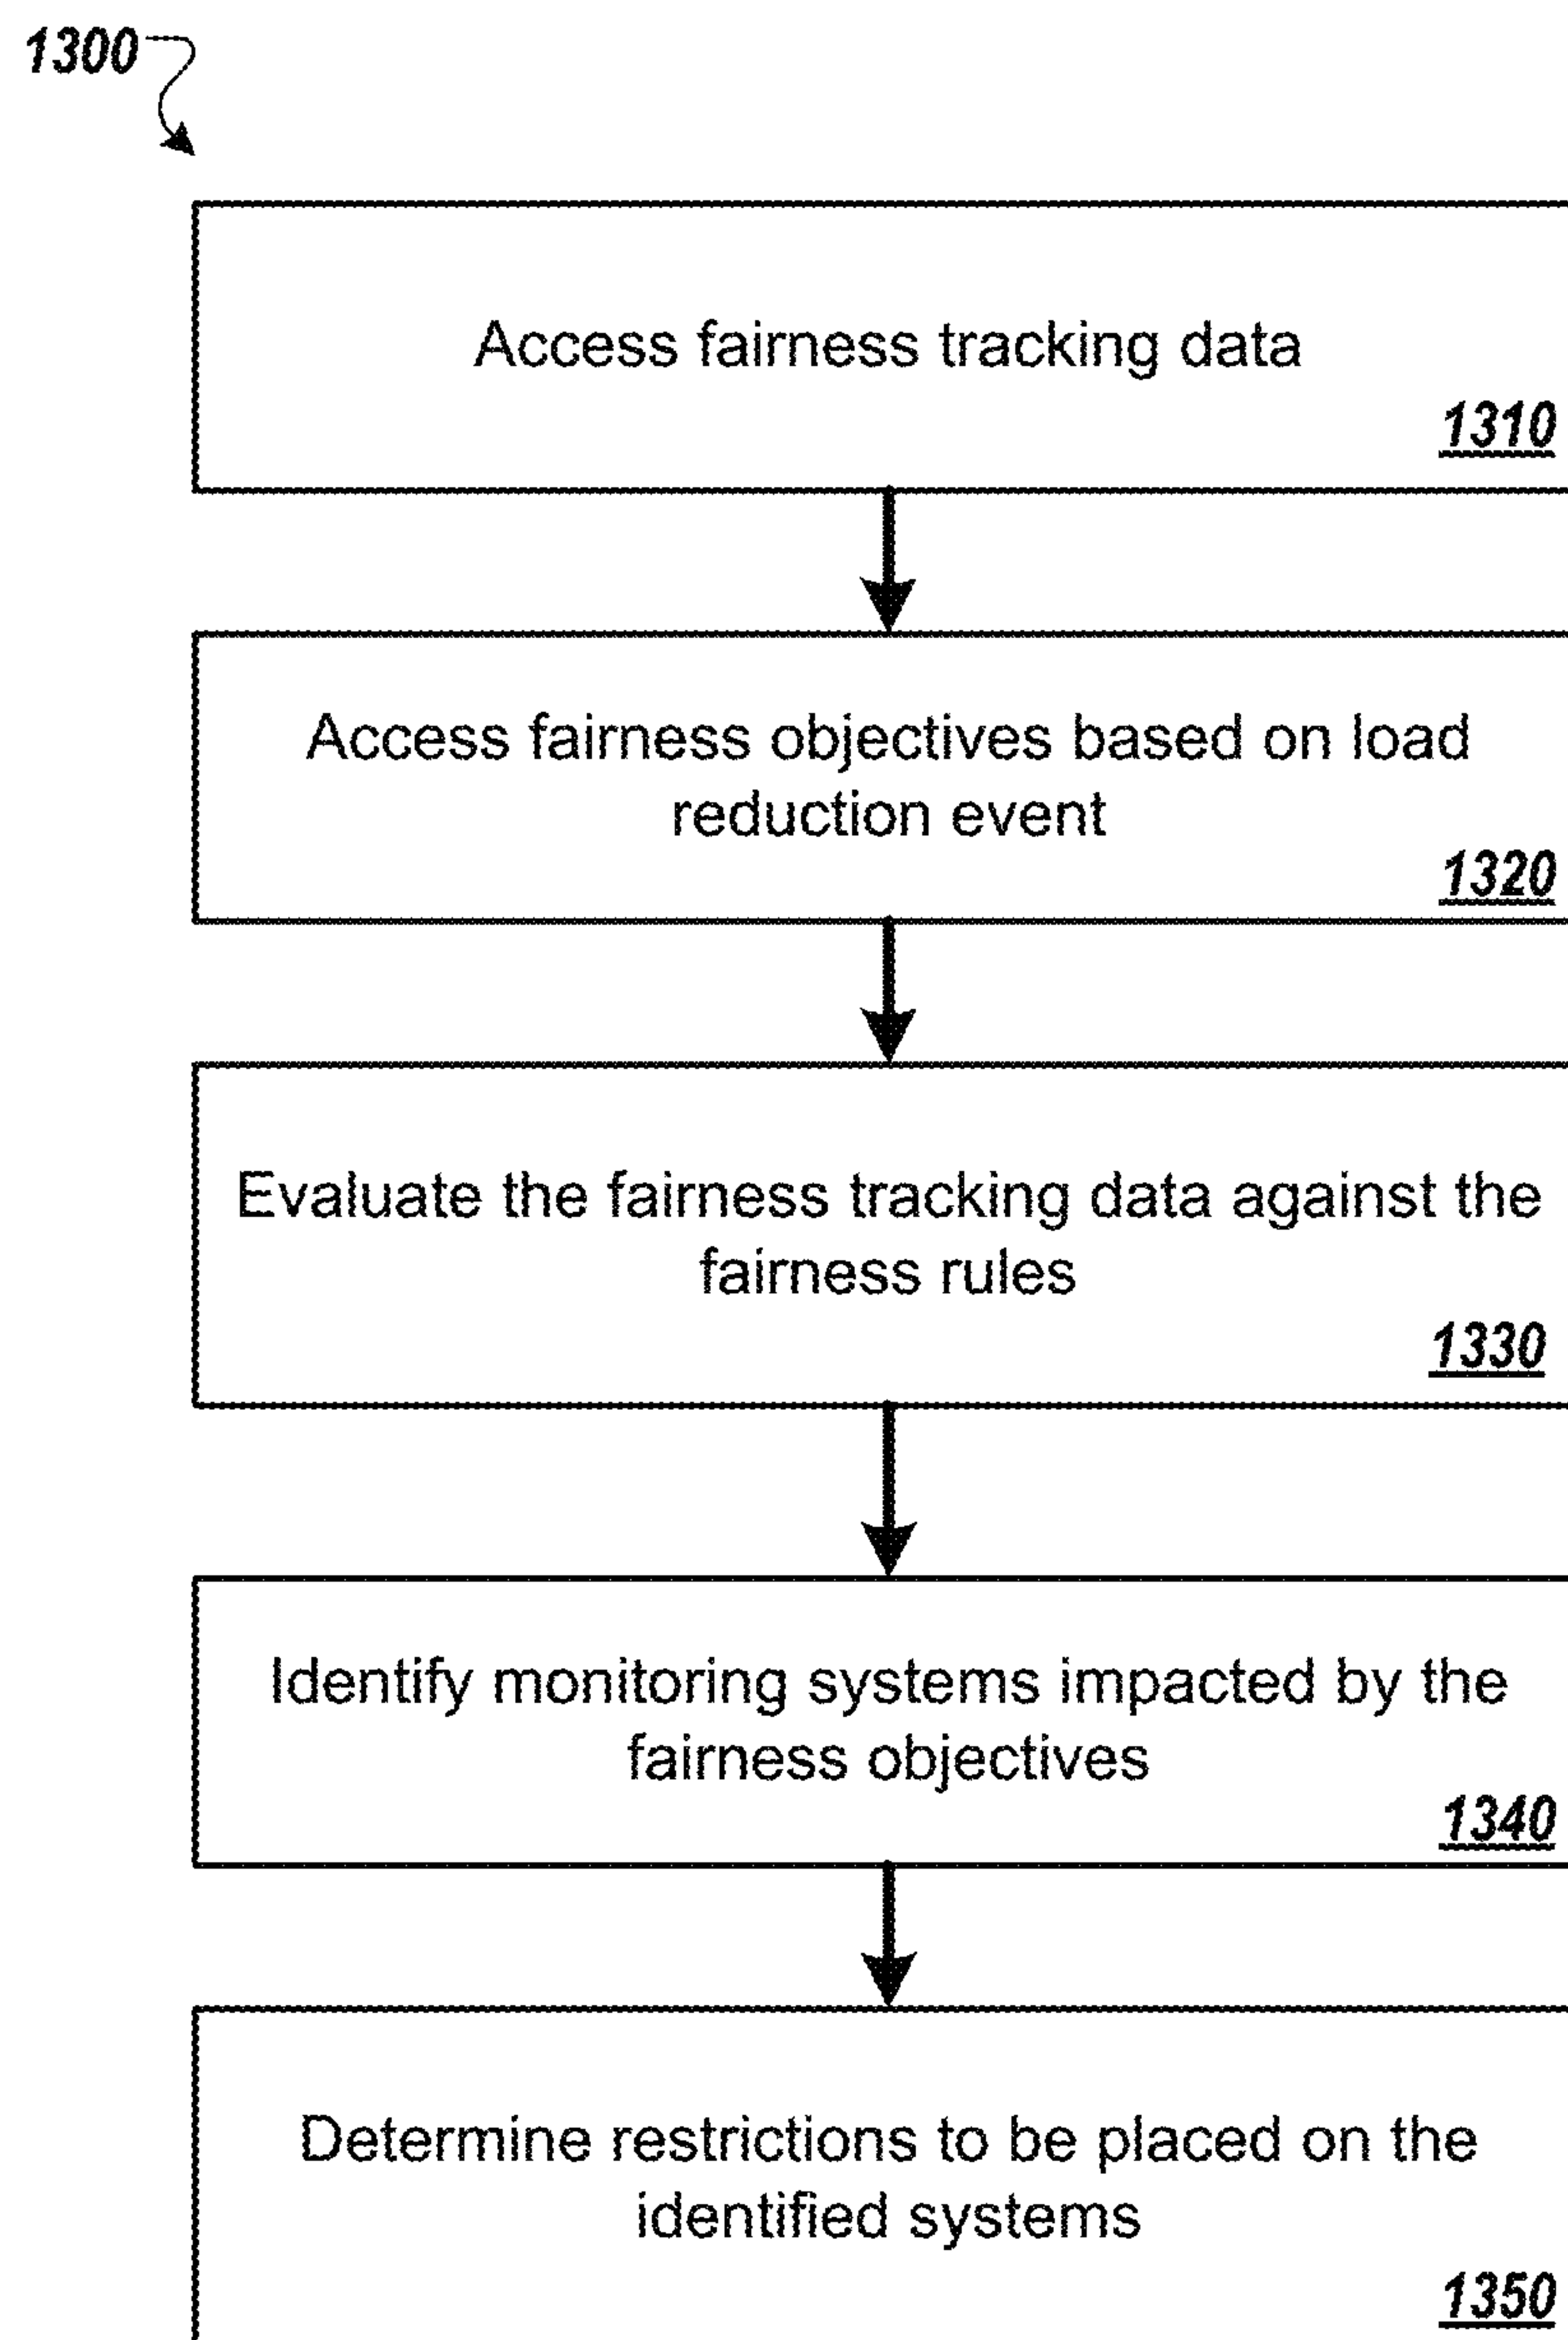 1300
Access fairness tracking data
1310
Access fairness objectives based on load
reduction event
1320
Evaluate the fairness tracking data against the
fairness rules
1330
Identify monitoring systems impacted by the
fairness objectives
1340
Determine restrictions to be placed on the
identified systems
1350